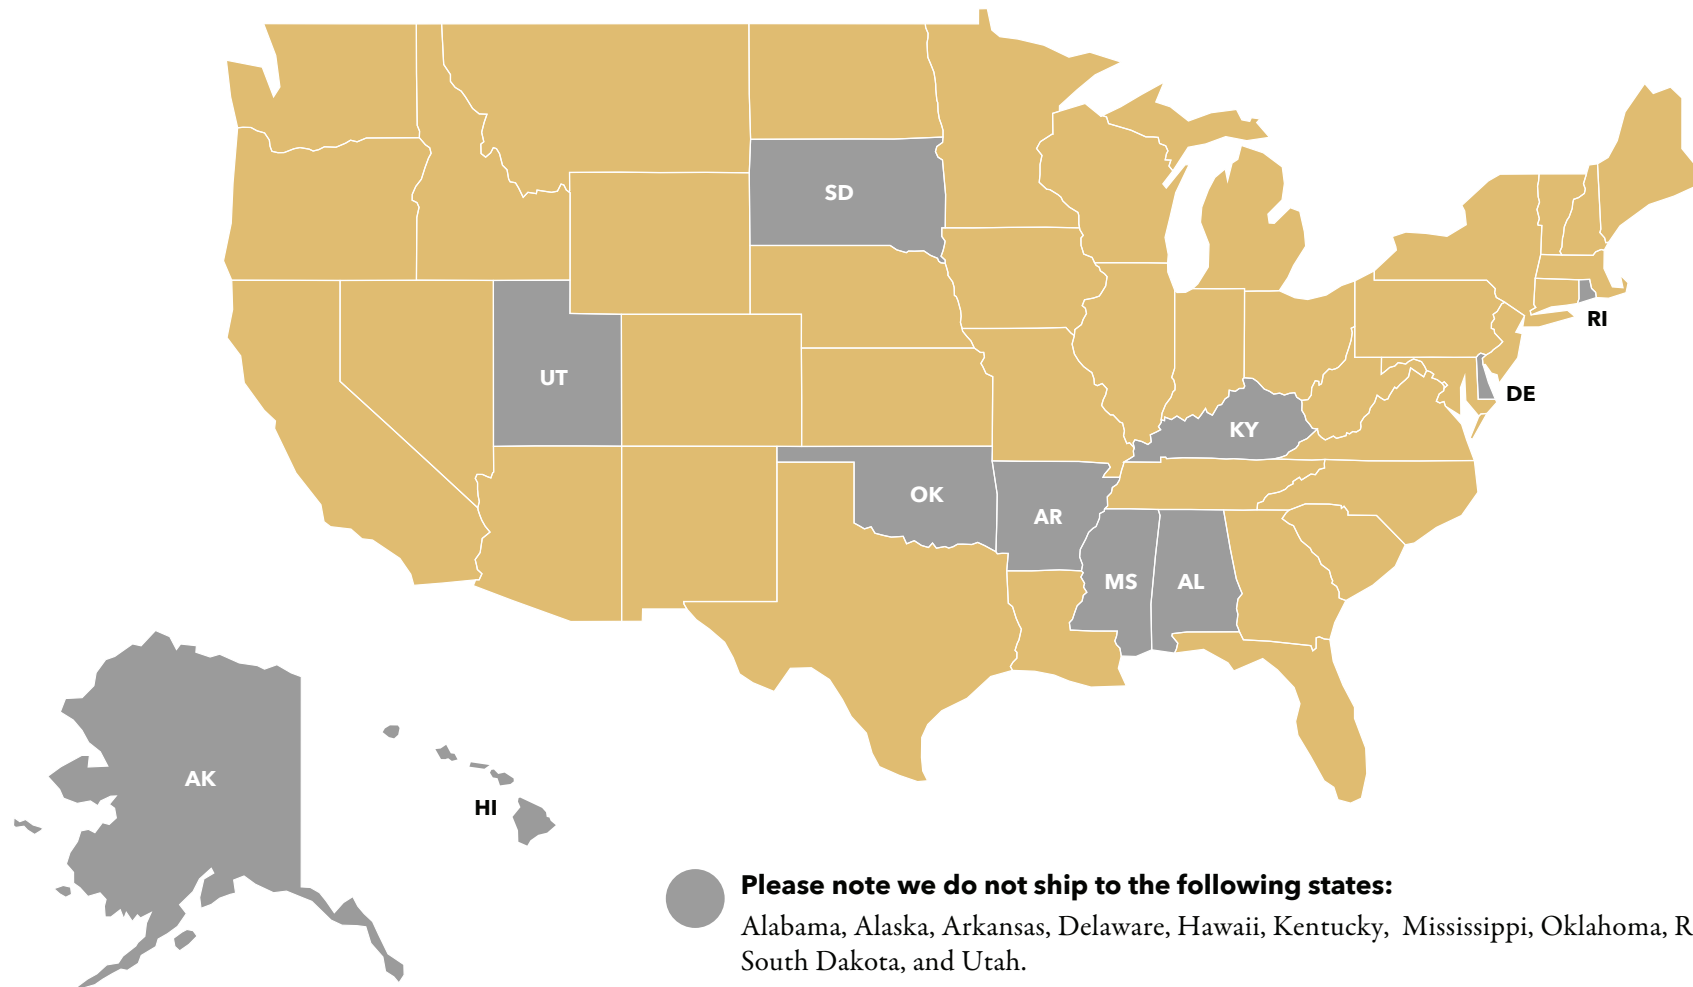 SD
RI
UT
DE
KY
OK
AR
MS AL
AK
HI
Please note we do not ship to the following states:
Alabama, Alaska, Arkansas, Delaware, Hawaii, Kentucky, Mississippi, Oklahoma,
South Dakota, and Utah.